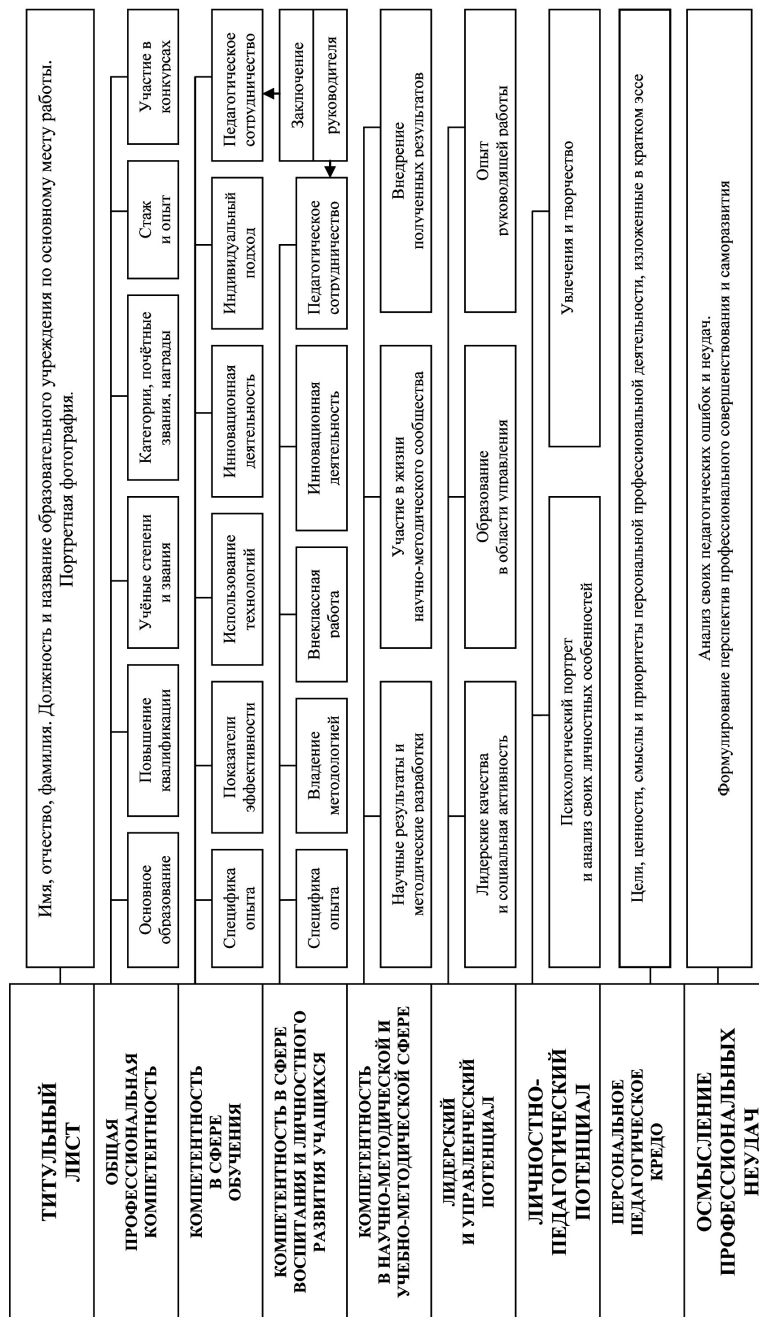 ТИТУЛЬНЫЙ
ЛИСТ
Имя, отчество, фамилия. Должность и название образовательного учреждения по основному месту работы.
Портретная фотография.
ОБЩАЯ
ПРОФЕССИОНАЛЬНАЯ
КОМПЕТЕНТНОСТЬ
Основное
образование
Повышение
квалификации
Учёные степени
и звания
Категории, почётные
звания, награды
Стаж
и опыт
Участие в
конкурсах
КОМПЕТЕНТНОСТЬ
В СФЕРЕ
ОБУЧЕНИЯ
Специфика
опыта
Показатели
эффективности
Использование
технологий
Инновационная
деятельность
Индивидуальный
подход
Педагогическое
сотрудничество
КОМПЕТЕНТНОСТЬ В СФЕРЕ
ВОСПИТАНИЯ И ЛИЧНОСТНОГО
РАЗВИТИЯ УЧАЩИХСЯ
Специфика
опыта
Владение
методологией
Внеклассная
работа
Инновационная
деятельность
Педагогическое
сотрудничество
Заключение
руководителя
КОМПЕТЕНТНОСТЬ
В НАУЧНО-МЕТОДИЧЕСКОЙ И
УЧЕБНО-МЕТОДИЧЕСКОЙ СФЕРЕ
Научные результаты и
методические разработки
Участие в жизни
научно-методического сообщества
Внедрение
полученных результатов
ЛИДЕРСКИЙ
И УПРАВЛЕНЧЕСКИЙ
ПОТЕНЦИАЛ
Лидерские качества
и социальная активность
Образование
в области управления
Опыт
руководящей работы
ЛИЧНОСТНО-
ПЕДАГОГИЧЕСКИЙ
ПОТЕНЦИАЛ
Психологический портрет
и анализ своих личностных особенностей
Увлечения и творчество
ПЕРСОНАЛЬНОЕ
ПЕДАГОГИЧЕСКОЕ
КРЕДО
Цели, ценности, смыслы и приоритеты персональной профессиональной деятельности, изложенные в кратком эссе
ОСМЫСЛЕНИЕ
ПРОФЕССИОНАЛЬНЫХ
НЕУДАЧ
Анализ своих педагогических ошибок и неудач.
Формулирование перспектив профессионального совершенствования и саморазвития